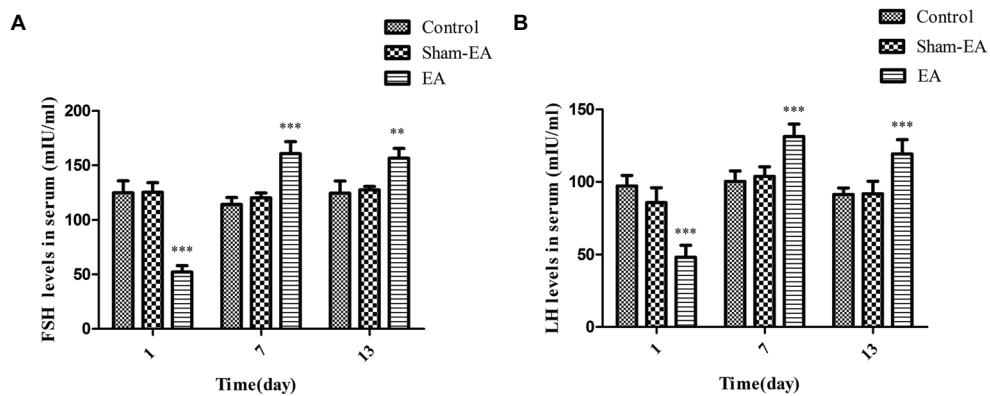 A
Control
Sham-EA
EA
FSH levels in serum (mIU/ml)
200
150
100
50
0
***
***
**
1
7
13
Time(day)
B
Control
Sham-EA
EA
LH levels in serum (mIU/ml)
150
100
50
0
***
***
***
1
7
13
Time(day)